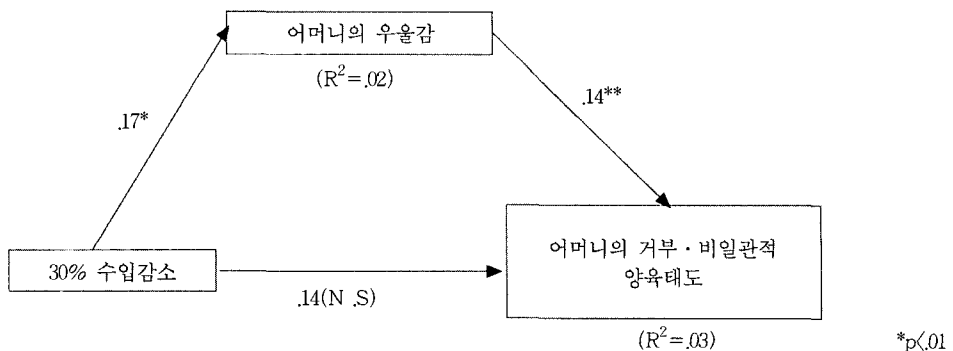 어머니의 우울감
(R²=.02)
.17*
.14**
어머니의 거부·비일관적
양육태도
30% 수입감소
.14(N .S)
(R²=.03)
*p<.01